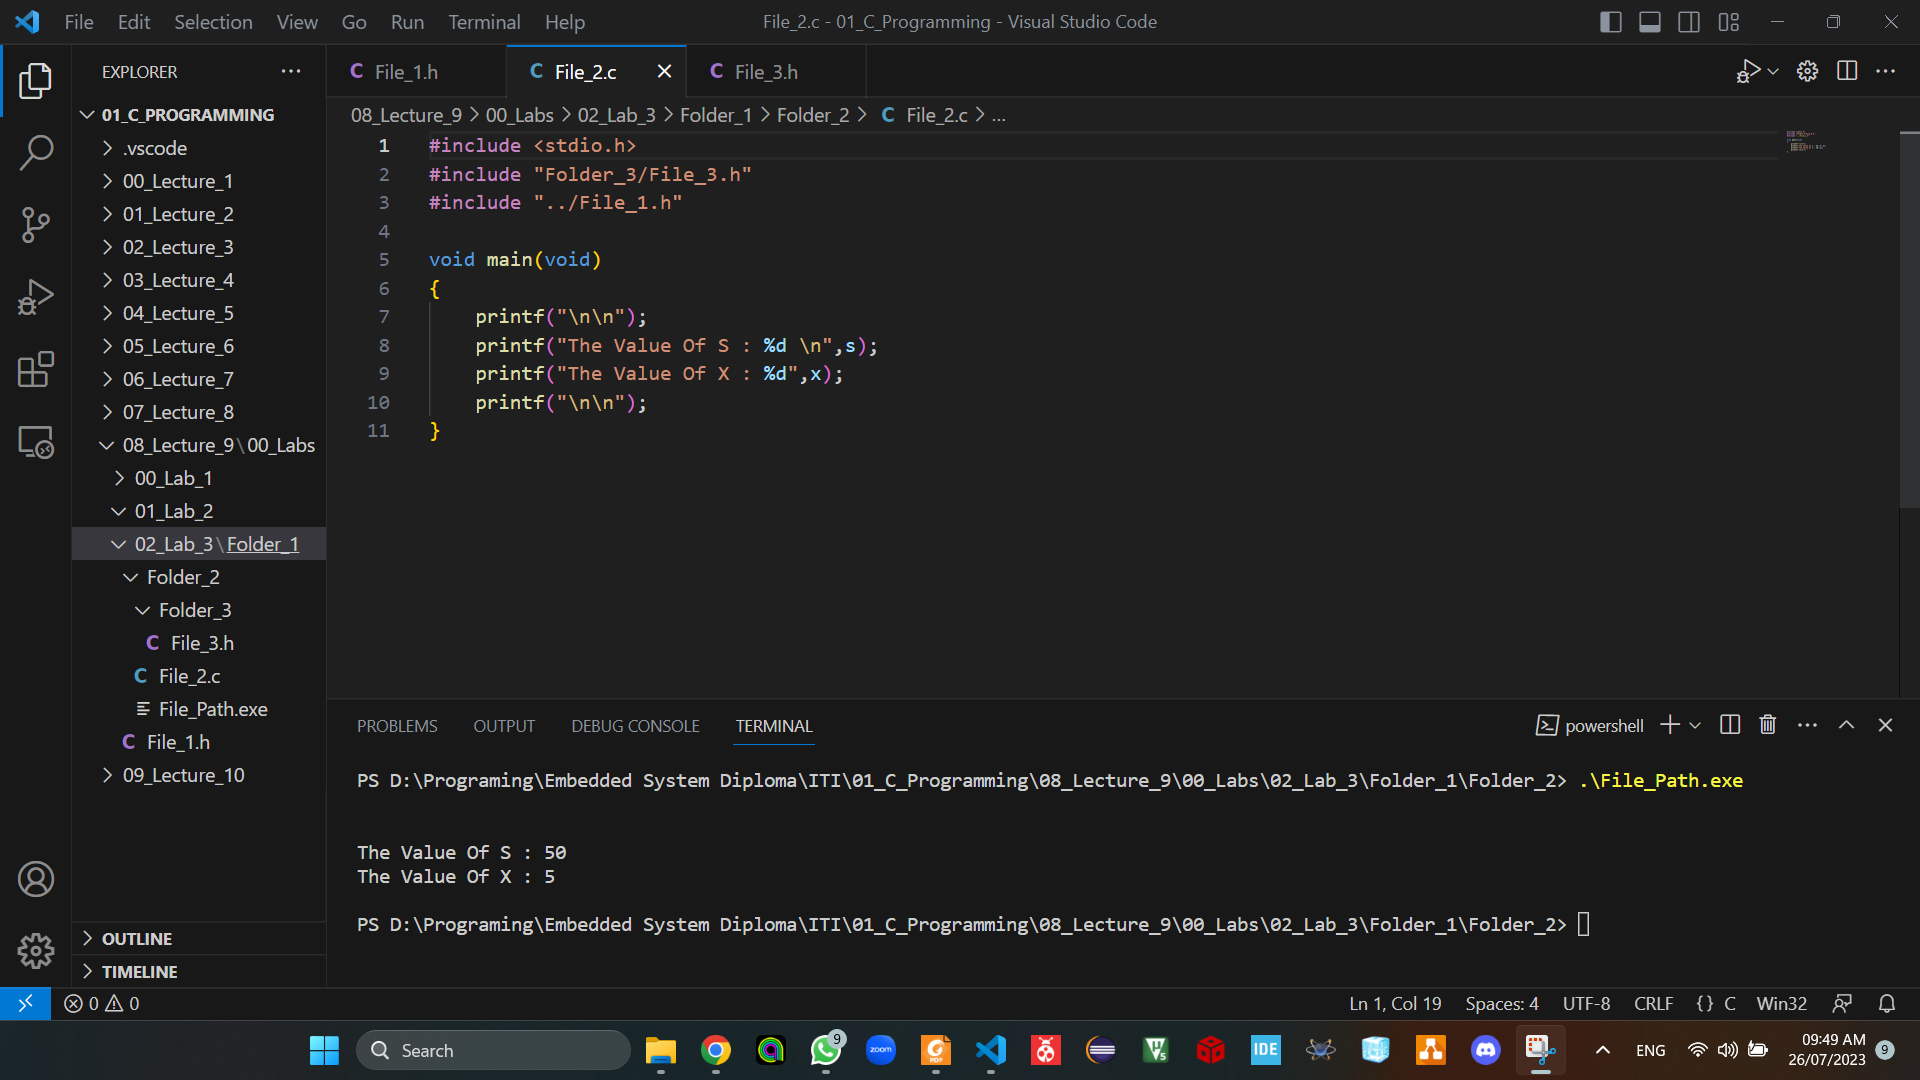 File Edit Selection View Go Run Terminal Help
File_2.c - 01_C_Programming - Visual Studio Code
EXPLORER
01_C_PROGRAMMING
.vscode
00_Lecture_1
01_Lecture_2
02_Lecture_3
03_Lecture_4
04_Lecture_5
05_Lecture_6
06_Lecture_7
07_Lecture_8
08_Lecture_9\00_Labs
00_Lab_1
01_Lab_2
02_Lab_3\Folder_1
Folder_2
Folder_3
C File_3.h
C File_2.c
File_Path.exe
C File_1.h
09_Lecture_10
OUTLINE
TIMELINE
C File_1.h
C File_2.c
C File_3.h
08_Lecture_9 > 00_Labs > 02_Lab_3 > Folder_1 > Folder_2 > C File_2.c > ...
1 #include <stdio.h>
2 #include "Folder_3/File_3.h"
3 #include "../File_1.h"
4
5 void main(void)
6 {
7 printf("\n\n");
8 printf("The Value Of S : %d \n",s);
9 printf("The Value Of X : %d",x);
10 printf("\n\n");
11 }
PROBLEMS OUTPUT DEBUG CONSOLE TERMINAL
powershell
PS D:\Programing\Embedded System Diploma\ITI\01_C_Programming\08_Lecture_9\00_Labs\02_Lab_3\Folder_1\Folder_2> .\File_Path.exe
The Value Of S : 50
The Value Of X : 5
PS D:\Programing\Embedded System Diploma\ITI\01_C_Programming\08_Lecture_9\00_Labs\02_Lab_3\Folder_1\Folder_2>
0 0
Ln 1, Col 19 Spaces: 4 UTF-8 CRLF {} C Win32
Search
9
zoom
PDF
IDE
ENG
09:49 AM
26/07/2023
9